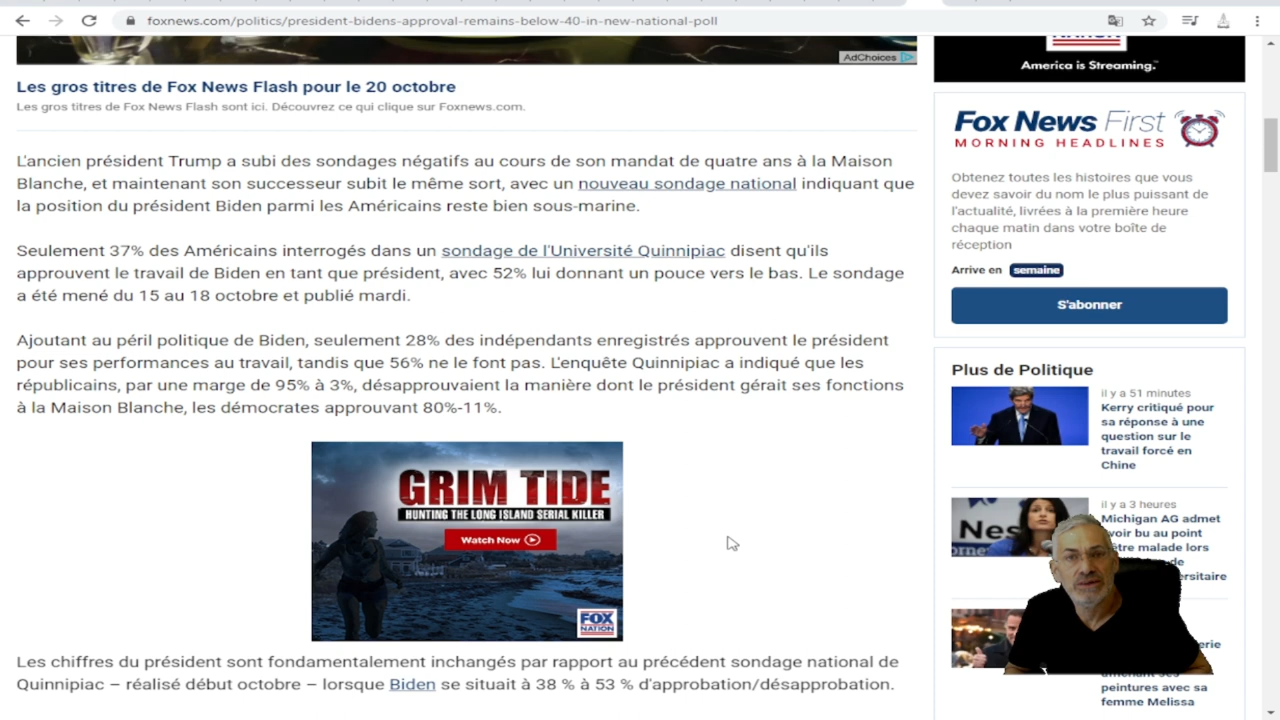 foxnews.com/politics/president-bidens-approval-remains-below-40-in-new-national-poll
AdChoices
Les gros titres de Fox News Flash pour le 20 octobre
Les gros titres de Fox News Flash sont ici. Découvrez ce qui clique sur Foxnews.com.
L'ancien président Trump a subi des sondages négatifs au cours de son mandat de quatre ans à la Maison
Blanche, et maintenant son successeur subit le même sort, avec un nouveau sondage national indiquant que
la position du président Biden parmi les Américains reste bien sous-marine.
Seulement 37% des Américains interrogés dans un sondage de l'Université Quinnipiac disent qu'ils
approuvent le travail de Biden en tant que président, avec 52% lui donnant un pouce vers le bas. Le sondage
a été mené du 15 au 18 octobre et publié mardi.
Ajoutant au péril politique de Biden, seulement 28% des indépendants enregistrés approuvent le président
pour ses performances au travail, tandis que 56% ne le font pas. L'enquête Quinnipiac a indiqué que les
républicains, par une marge de 95% à 3%, désapprouvaient la manière dont le président gérait ses fonctions
à la Maison Blanche, les démocrates approuvant 80%-11%.
GRIM TIDE
HUNTING THE LONG ISLAND SERIAL KILLER
Watch Now
FOX
NATION
Les chiffres du président sont fondamentalement inchangés par rapport au précédent sondage national de
Quinnipiac – réalisé début octobre – lorsque Biden se situait à 38 % à 53 % d'approbation/désapprobation.
NATION
America is Streaming.
Fox News First
MORNING HEADLINES
Obtenez toutes les histoires que vous
devez savoir du nom le plus puissant de
l'actualité, livrées à la première heure
chaque matin dans votre boîte de
réception
Arrive en semaine
S'abonner
Plus de Politique
il y a 51 minutes
Kerry critiqué pour
sa réponse à une
question sur le
travail forcé en
Chine
Nes
il y a 3 heures
Michigan AG admet
avoir bu au point
être malade lors
de
peintures avec sa
femme Melissa